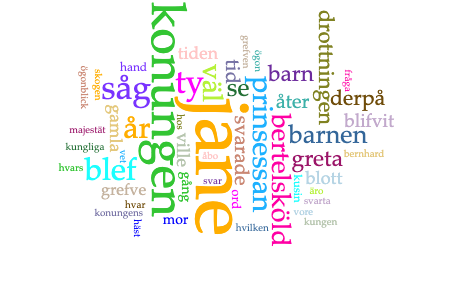 konungen
jane
drottningen
tiden
grefven
ögon
tid
barn
hand
ögonblick
skogen
såg
ty
väl
se
prinsessan
åter
fråga
derpå
gamla
år
hos
ville
svarade
bertelsköld
barnen
blifvit
majestät
kungliga
vet
åbo
greta
bernhard
hvars
blef
gång
svar
ord
kusin
blott
grefve
äro
svarta
hvar
konungens
häst
mor
hvilken
vore
kungen